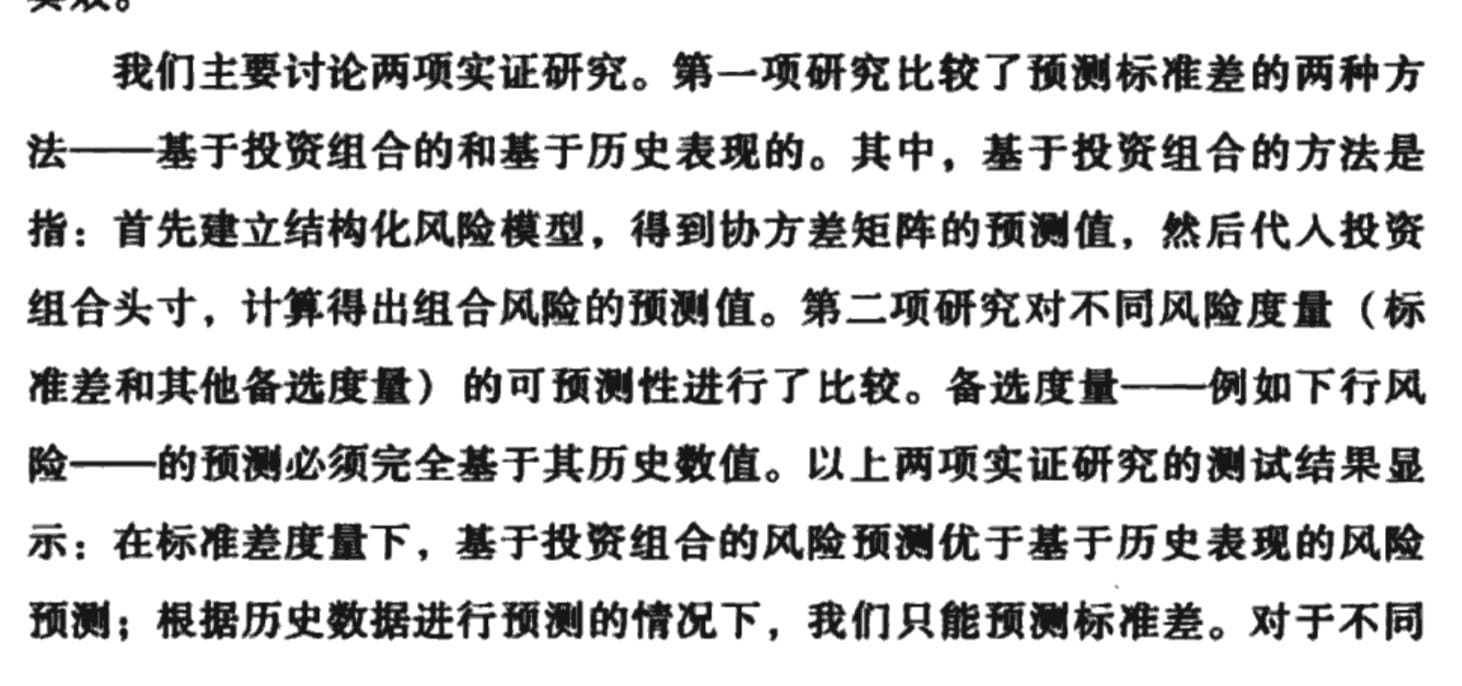 我们主要讨论两项实证研究。第一项研究比较了预测标准差的两种方
法——基于投资组合的和基于历史表现的。其中，基于投资组合的方法是
指：首先建立结构化风险模型，得到协方差矩阵的预测值，然后代入投资
组合头寸，计算得出组合风险的预测值。第二项研究对不同风险度量（标
准差和其他备选度量）的可预测性进行了比较。备选度量——例如下行风
险——的预测必须完全基于其历史数值。以上两项实证研究的测试结果显
示：在标准差度量下，基于投资组合的风险预测优于基于历史表现的风险
预测；根据历史数据进行预测的情况下，我们只能预测标准差。对于不同